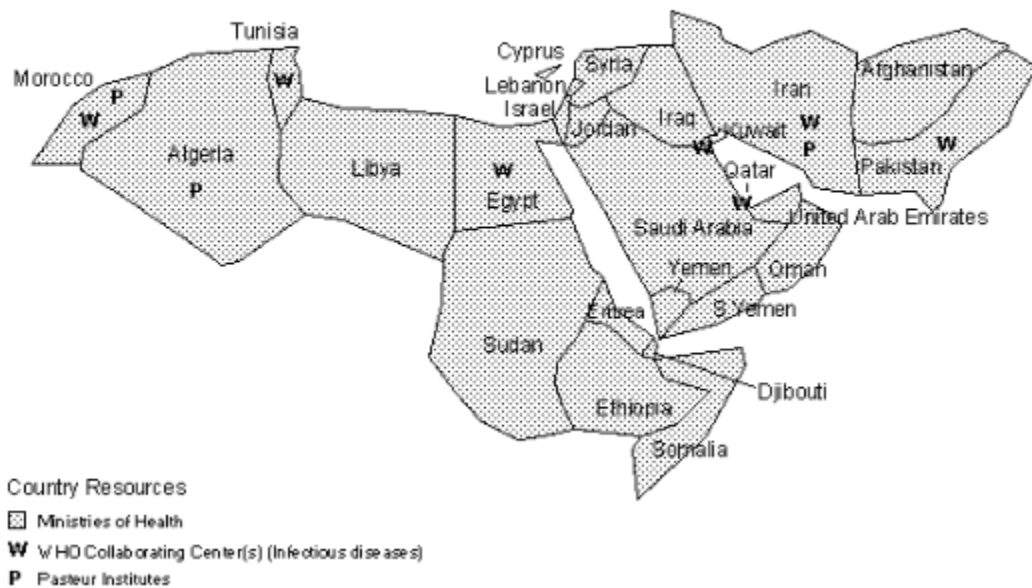 Tunisia
Cyprus
Syria
Afghanistan
Morocco
P
W
W
Lebanon
Iran
Israel
Iraq
W
Jordan
Kuwait
W
W
Algeria
Libya
W
P
Pakistan
Qatar
P
Egypt
W
United Arab Emirates
Saudi Arabia
Yemen
Oman
Eritrea
S Yemen
Sudan
Djibouti
Ethiopia
Somalia
Country Resources
Ministries of Health
W WHO Collaborating Center(s) (Infectious diseases)
P Pasteur Institutes